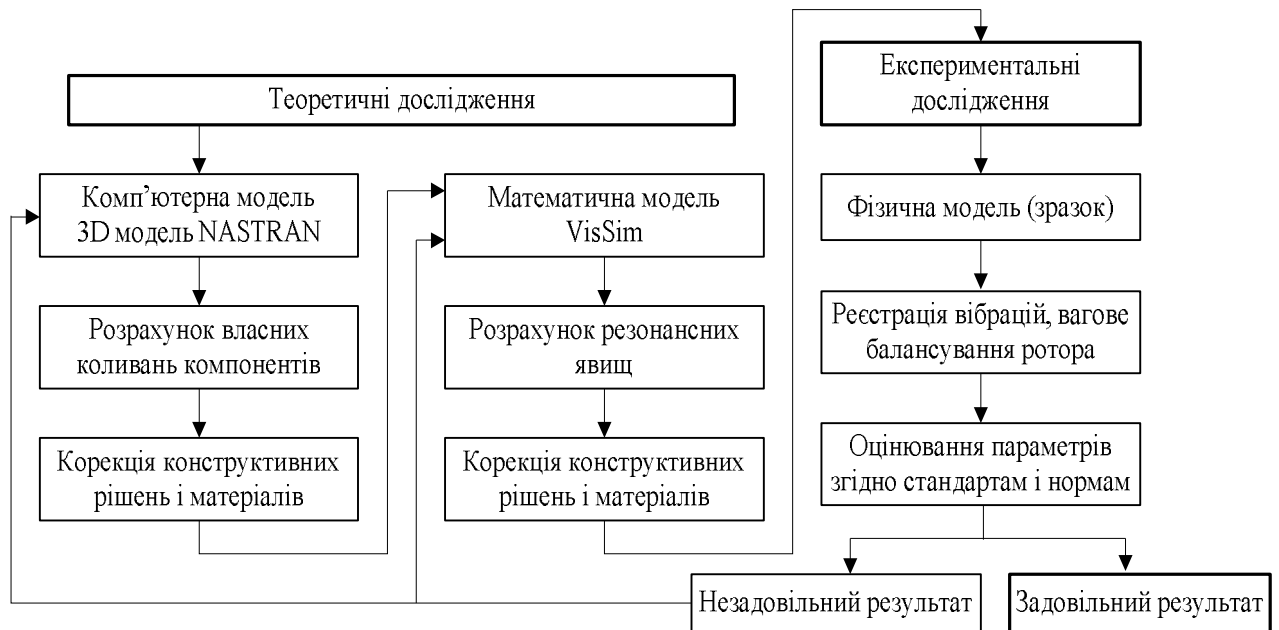 Теоретичні дослідження
Комп’ютерна модель
3D модель NASTRAN
Розрахунок власних
коливань компонентів
Корекція конструктивних
рішень і матеріалів
Математична модель
VisSim
Розрахунок резонансних
явищ
Корекція конструктивних
рішень і матеріалів
Експериментальні
дослідження
Фізична модель (зразок)
Реєстрація вібрацій, вагове
балансування ротора
Оцінювання параметрів
згідно стандартам і нормам
Незадовільний результат
Задовільний результат